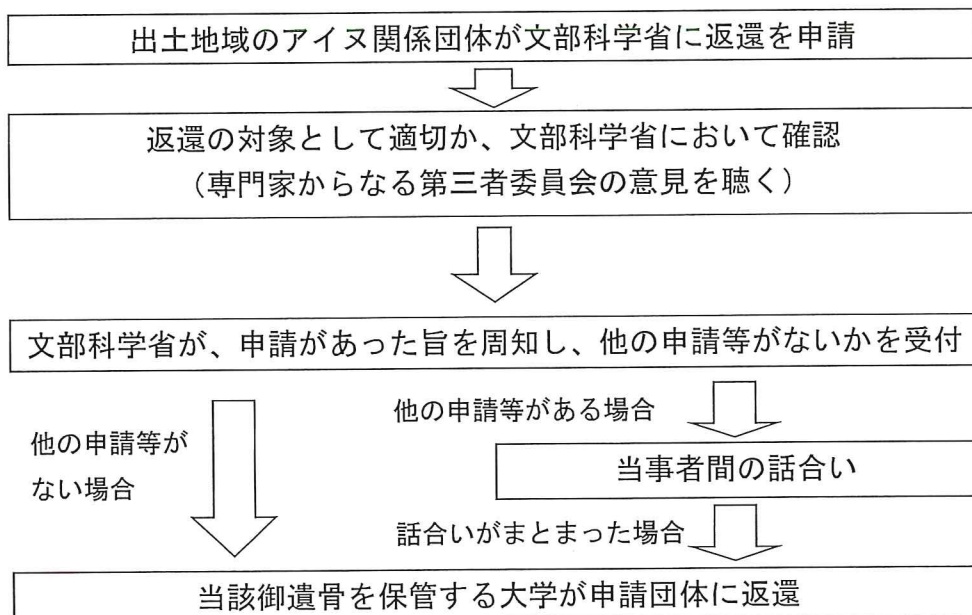 出土地域のアイヌ関係団体が文部科学省に返還を申請
返還の対象として適切か、文部科学省において確認
（専門家からなる第三者委員会の意見を聴く）
文部科学省が、申請があった旨を周知し、他の申請等がないかを受付
他の申請等が
ない場合
他の申請等がある場合
当事者間の話合い
話合いがまとまった場合
当該御遺骨を保管する大学が申請団体に返還